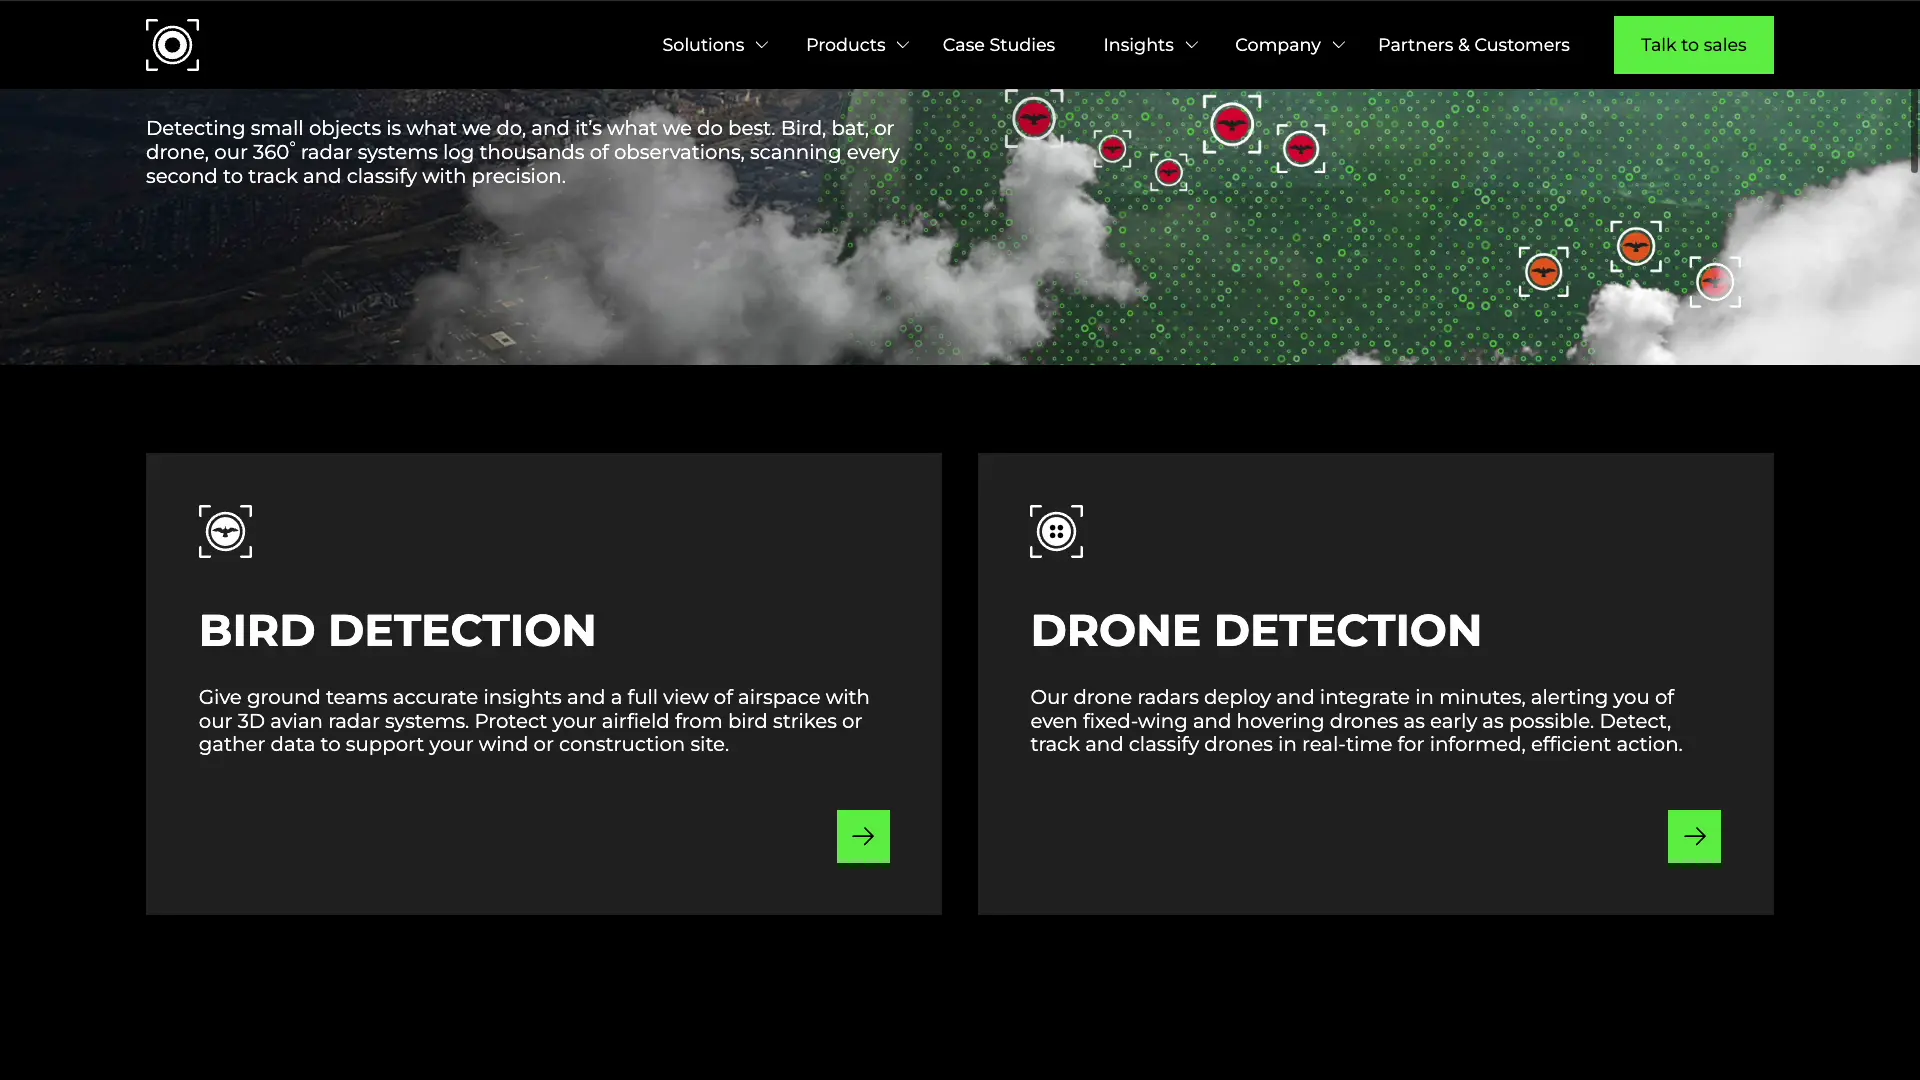 Solutions Products Case Studies Insights Company Partners & Customers Talk to sales
Detecting small objects is what we do, and it’s what we do best. Bird, bat, or
drone, our 360° radar systems log thousands of observations, scanning every
second to track and classify with precision.
BIRD DETECTION
Give ground teams accurate insights and a full view of airspace with
our 3D avian radar systems. Protect your airfield from bird strikes or
gather data to support your wind or construction site.
DRONE DETECTION
Our drone radars deploy and integrate in minutes, alerting you of
even fixed-wing and hovering drones as early as possible. Detect,
track and classify drones in real-time for informed, efficient action.